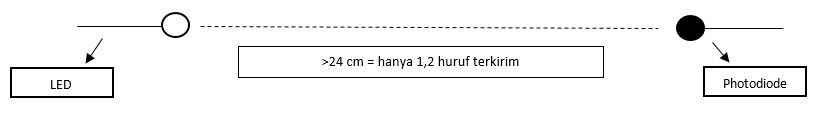 >24 cm = hanya 1,2 huruf terkirim
LED
Photodiode